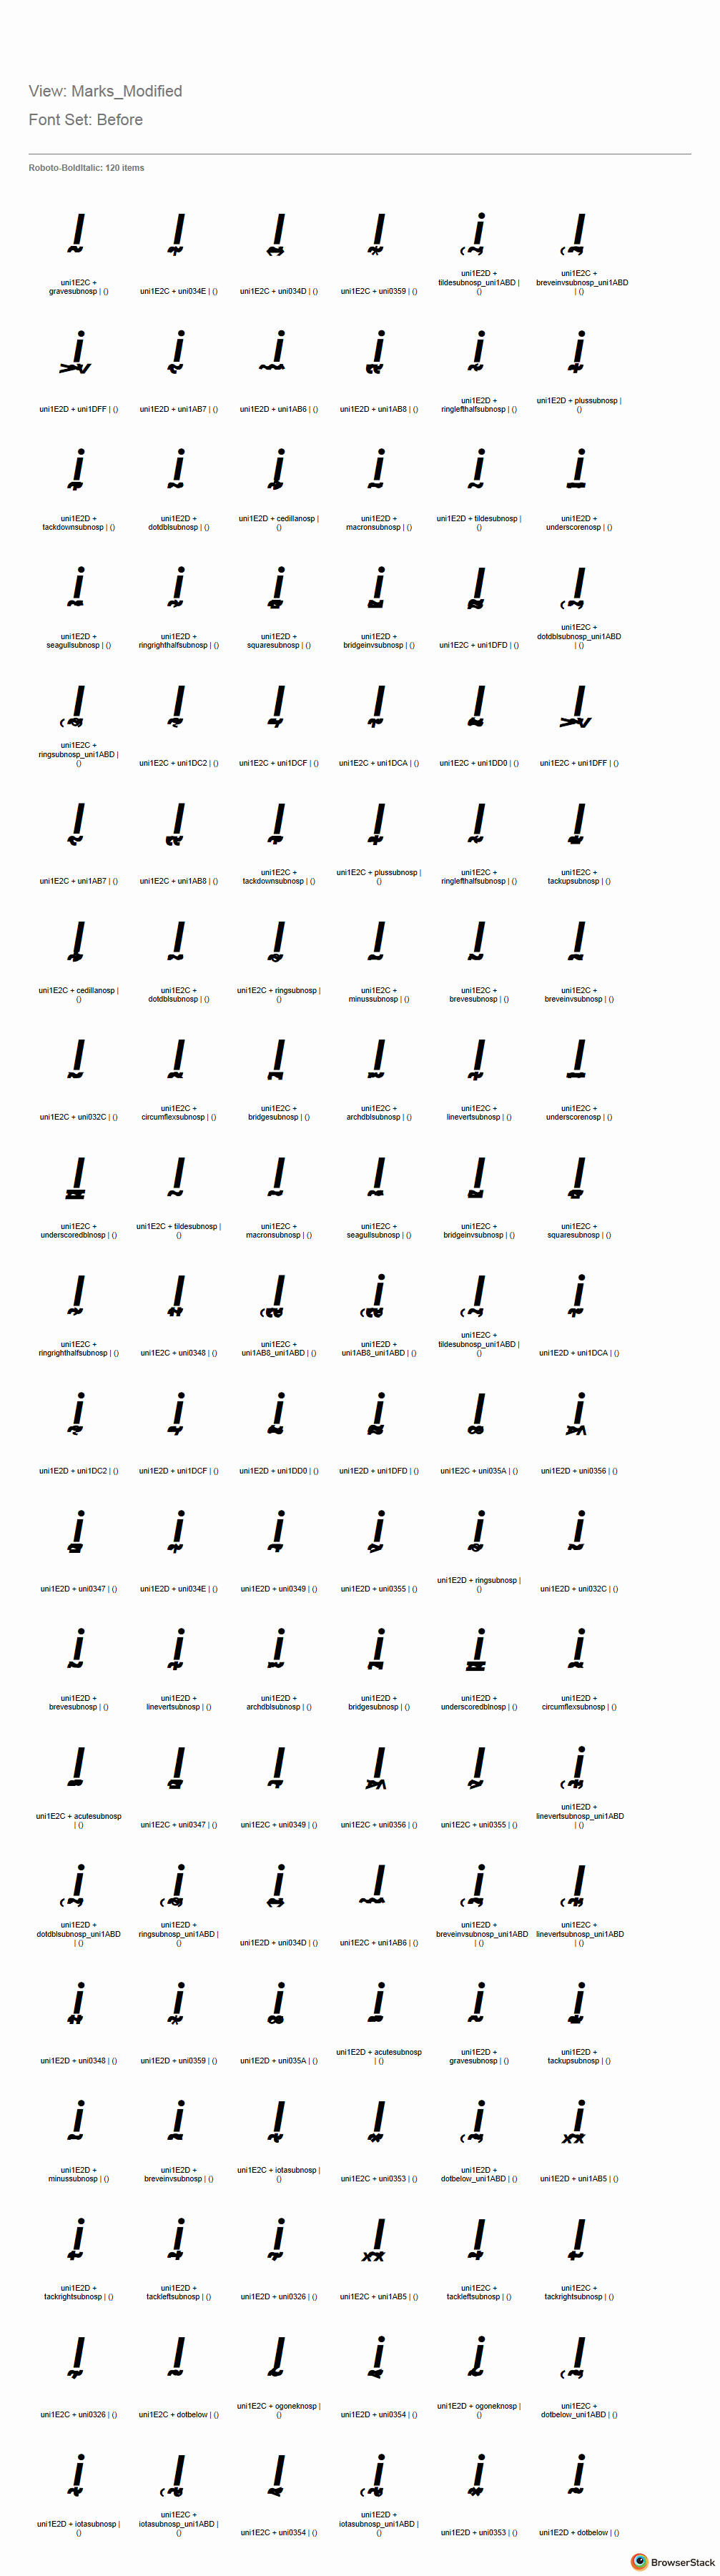 View: Marks_Modified
Font Set: Before
Roboto-BoldItalic: 120 items
uni1E2C +
gravesubnosp | ()
uni1E2C + uni034E | ()
uni1E2C + uni034D | ()
uni1E2C + uni0359 | ()
uni1E2D +
tildesubnosp_uni1ABD |
()
uni1E2C +
breveinvsubnosp_uni1ABD
| ()
uni1E2D + uni1DFF | ()
uni1E2D + uni1AB7 | ()
uni1E2D + uni1AB6 | ()
uni1E2D + uni1AB8 | ()
uni1E2D +
ringlefthalfsubnosp | ()
uni1E2D + plussubnosp |
()
uni1E2D +
tackdownsubnosp | ()
uni1E2D +
dotdblsubnosp | ()
uni1E2D + cedillanosp |
()
uni1E2D +
macronsubnosp | ()
uni1E2D + tildesubnosp |
()
uni1E2D +
underscorenosp | ()
uni1E2D +
seagullsubnosp | ()
uni1E2D +
ringrighthalfsubnosp | ()
uni1E2D +
squaresubnosp | ()
uni1E2D +
bridgeinvsubnosp | ()
uni1E2C + uni1DFD | ()
uni1E2C +
dotdblsubnosp_uni1ABD
| ()
uni1E2C +
ringsubnosp_uni1ABD |
()
uni1E2C + uni1DC2 | ()
uni1E2C + uni1DCF | ()
uni1E2C + uni1DCA | ()
uni1E2C + uni1DD0 | ()
uni1E2C + uni1DFF | ()
uni1E2C + uni1AB7 | ()
uni1E2C + uni1AB8 | ()
uni1E2C +
tackdownsubnosp | ()
uni1E2C + plussubnosp |
()
uni1E2C +
ringlefthalfsubnosp | ()
uni1E2C +
tackupsubnosp | ()
uni1E2C + cedillanosp |
()
uni1E2C +
dotdblsubnosp | ()
uni1E2C + ringsubnosp |
()
uni1E2C +
minussubnosp | ()
uni1E2C +
brevesubnosp | ()
uni1E2C +
breveinvsubnosp | ()
uni1E2C + uni032C | ()
uni1E2C +
circumflexsubnosp | ()
uni1E2C +
bridgesubnosp | ()
uni1E2C +
archdblsubnosp | ()
uni1E2C +
linevertsubnosp | ()
uni1E2C +
underscorenosp | ()
uni1E2C +
underscoredblnosp | ()
uni1E2C + tildesubnosp |
()
uni1E2C +
macronsubnosp | ()
uni1E2C +
seagullsubnosp | ()
uni1E2C +
bridgeinvsubnosp | ()
uni1E2C +
squaresubnosp | ()
uni1E2C +
ringrighthalfsubnosp | ()
uni1E2C + uni0348 | ()
uni1E2C +
uni1AB8_uni1ABD | ()
uni1E2D +
uni1AB8_uni1ABD | ()
uni1E2C +
tildesubnosp_uni1ABD |
()
uni1E2D + uni1DCA | ()
uni1E2D + uni1DC2 | ()
uni1E2D + uni1DCF | ()
uni1E2D + uni1DD0 | ()
uni1E2D + uni1DFD | ()
uni1E2C + uni035A | ()
uni1E2D + uni0356 | ()
uni1E2D + uni0347 | ()
uni1E2D + uni034E | ()
uni1E2D + uni0349 | ()
uni1E2D + uni0355 | ()
uni1E2D + ringsubnosp |
()
uni1E2D + uni032C | ()
uni1E2D +
brevesubnosp | ()
uni1E2D +
linevertsubnosp | ()
uni1E2D +
archdblsubnosp | ()
uni1E2D +
bridgesubnosp | ()
uni1E2D +
underscoredblnosp | ()
uni1E2D +
circumflexsubnosp | ()
uni1E2C + acutesubnosp
| ()
uni1E2C + uni0347 | ()
uni1E2C + uni0349 | ()
uni1E2C + uni0356 | ()
uni1E2C + uni0355 | ()
uni1E2D +
linevertsubnosp_uni1ABD
| ()
uni1E2D +
dotdblsubnosp_uni1ABD
| ()
uni1E2D +
ringsubnosp_uni1ABD |
()
uni1E2D + uni034D | ()
uni1E2C + uni1AB6 | ()
uni1E2D +
breveinvsubnosp_uni1ABD
| ()
uni1E2C +
linevertsubnosp_uni1ABD
| ()
uni1E2D + uni0348 | ()
uni1E2D + uni0359 | ()
uni1E2D + uni035A | ()
uni1E2D + acutesubnosp
| ()
uni1E2D +
gravesubnosp | ()
uni1E2D +
tackupsubnosp | ()
uni1E2D +
minussubnosp | ()
uni1E2D +
breveinvsubnosp | ()
uni1E2C + iotasubnosp |
()
uni1E2C + uni0353 | ()
uni1E2D +
dotbelow_uni1ABD | ()
uni1E2D + uni1AB5 | ()
uni1E2D +
tackrightsubnosp | ()
uni1E2D +
tackleftsubnosp | ()
uni1E2D + uni0326 | ()
uni1E2C + uni1AB5 | ()
uni1E2C +
tackleftsubnosp | ()
uni1E2C +
tackrightsubnosp | ()
uni1E2C + uni0326 | ()
uni1E2C + dotbelow | ()
uni1E2C + ogoneknosp |
()
uni1E2D + uni0354 | ()
uni1E2D + ogoneknosp |
()
uni1E2C +
dotbelow_uni1ABD | ()
uni1E2D + iotasubnosp |
()
uni1E2C +
iotasubnosp_uni1ABD |
()
uni1E2C + uni0354 | ()
uni1E2D +
iotasubnosp_uni1ABD |
()
uni1E2D + uni0353 | ()
uni1E2D + dotbelow | ()
BrowserStack